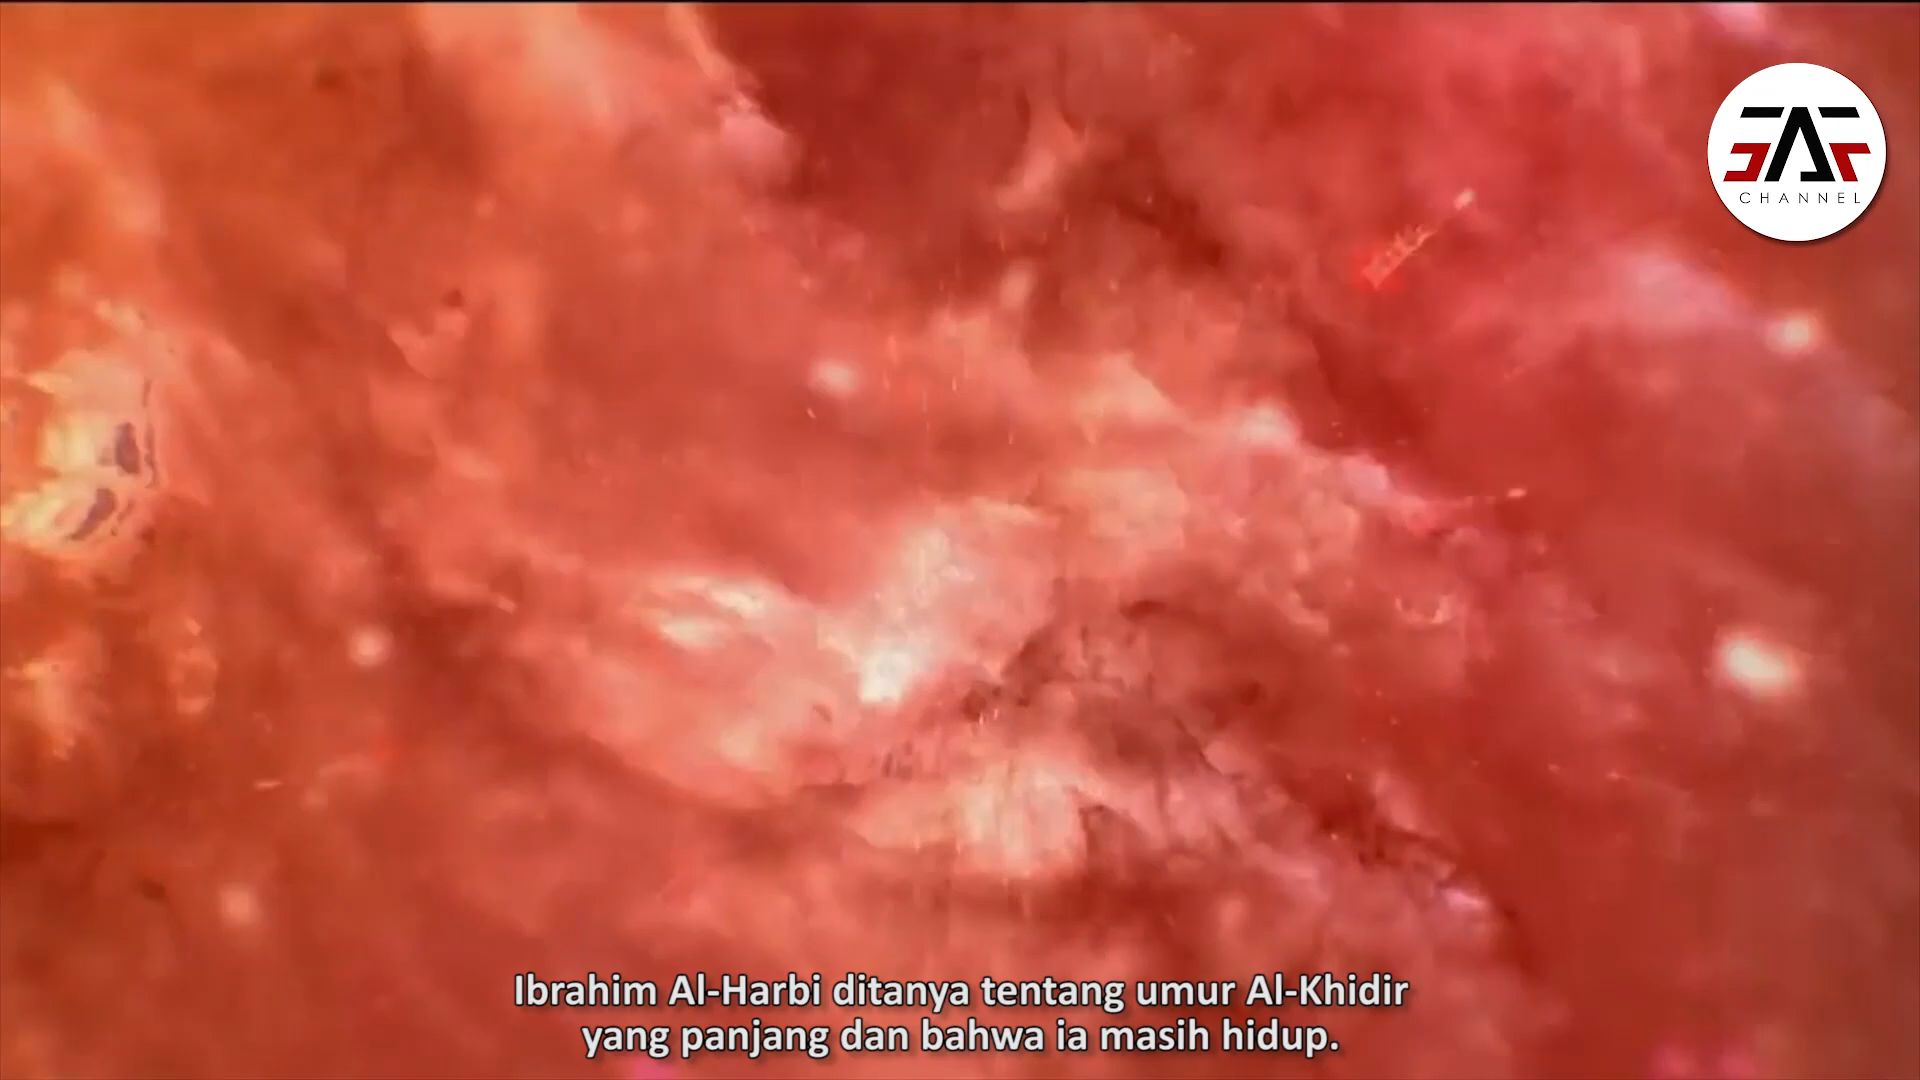 CHANNEL
Ibrahim Al-Harbi ditanya tentang umur Al-Khidir
yang panjang dan bahwa ia masih hidup.